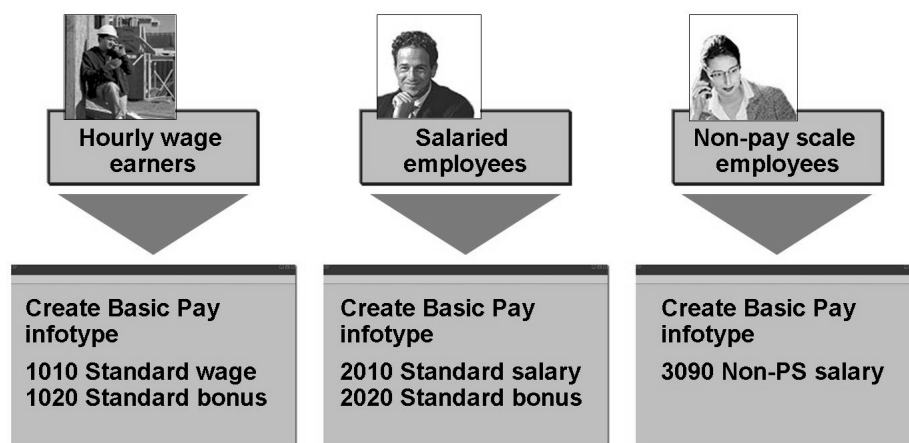 Hourly wage
earners
Salaried
employees
Non-pay scale
employees
Create Basic Pay
infotype
1010 Standard wage
1020 Standard bonus
Create Basic Pay
infotype
2010 Standard salary
2020 Standard bonus
Create Basic Pay
infotype
3090 Non-PS salary